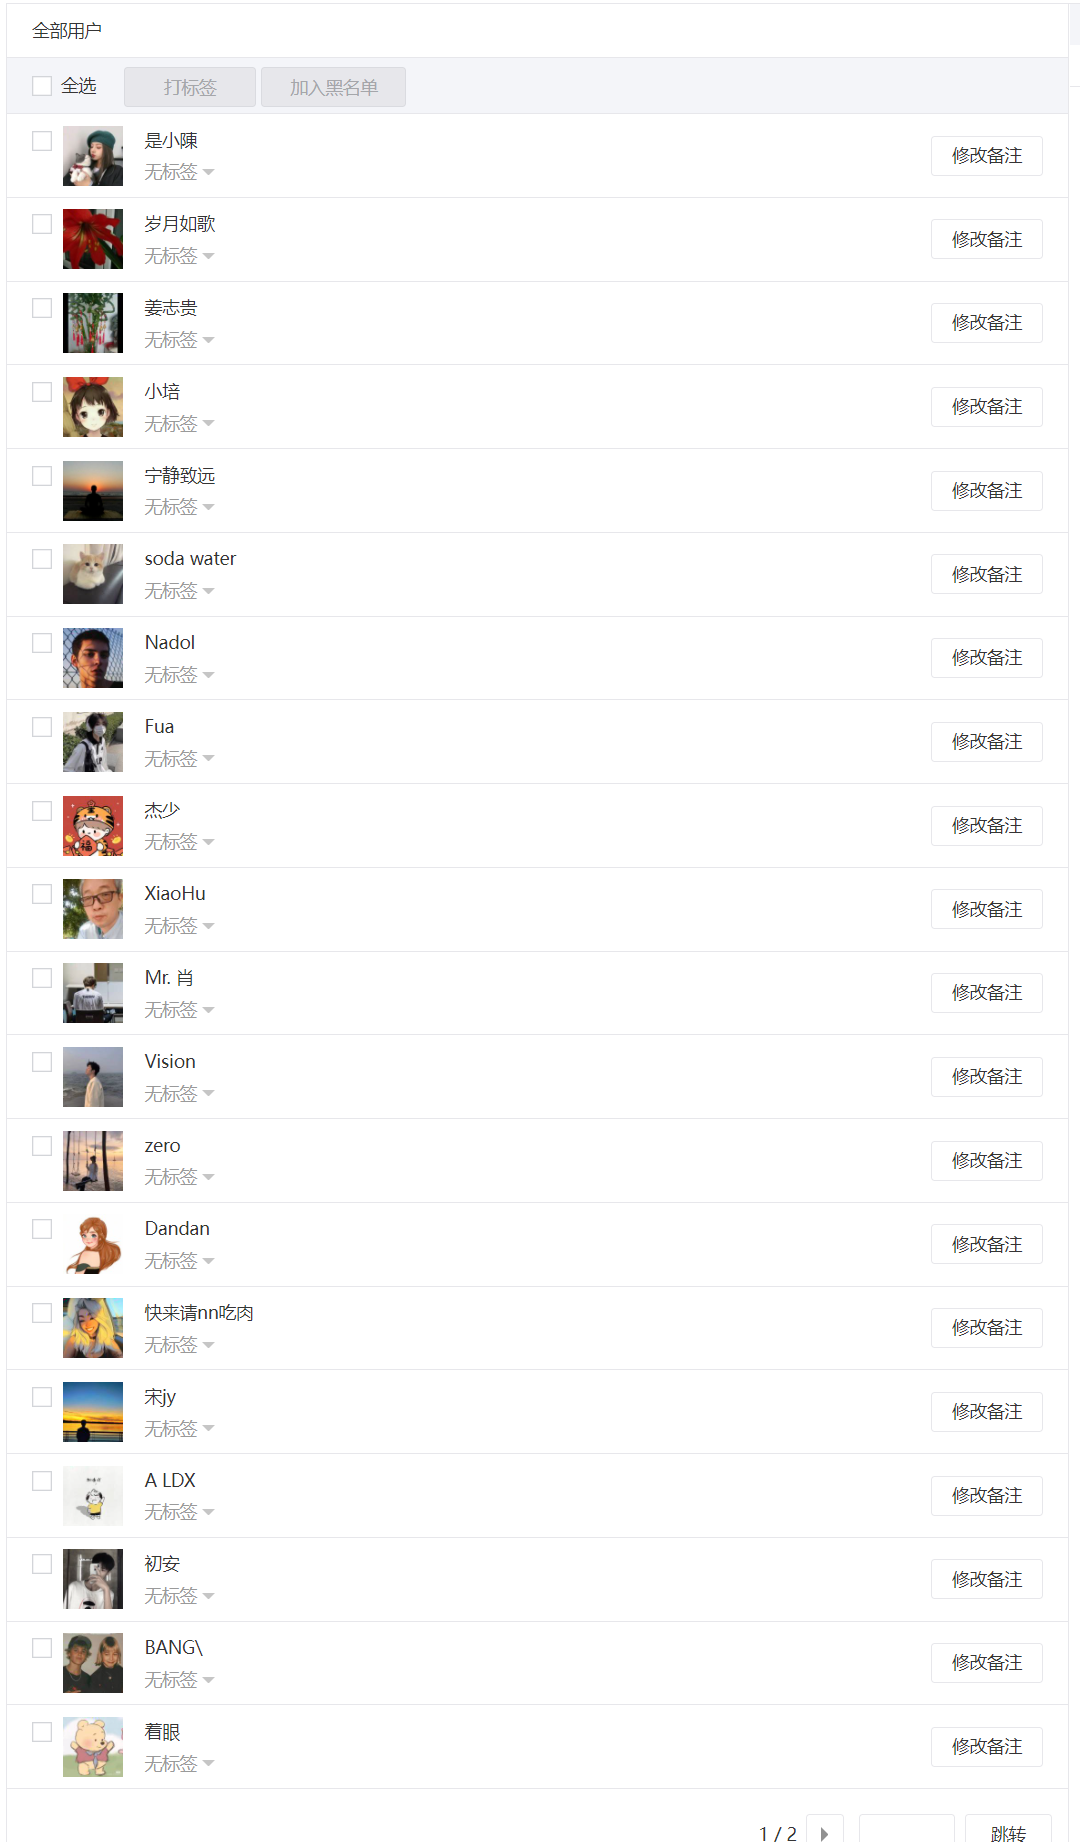 全部用户
全选 打标签 加入黑名单
是小陳
无标签
修改备注
岁月如歌
无标签
修改备注
姜志贵
无标签
修改备注
小培
无标签
修改备注
宁静致远
无标签
修改备注
soda water
无标签
修改备注
Nadol
无标签
修改备注
Fua
无标签
修改备注
杰少
无标签
修改备注
XiaoHu
无标签
修改备注
Mr. 肖
无标签
修改备注
Vision
无标签
修改备注
zero
无标签
修改备注
Dandan
无标签
修改备注
快来请nn吃肉
无标签
修改备注
宋jy
无标签
修改备注
A LDX
无标签
修改备注
初安
无标签
修改备注
BANG\
无标签
修改备注
着眼
无标签
修改备注
1 / 2 跳转